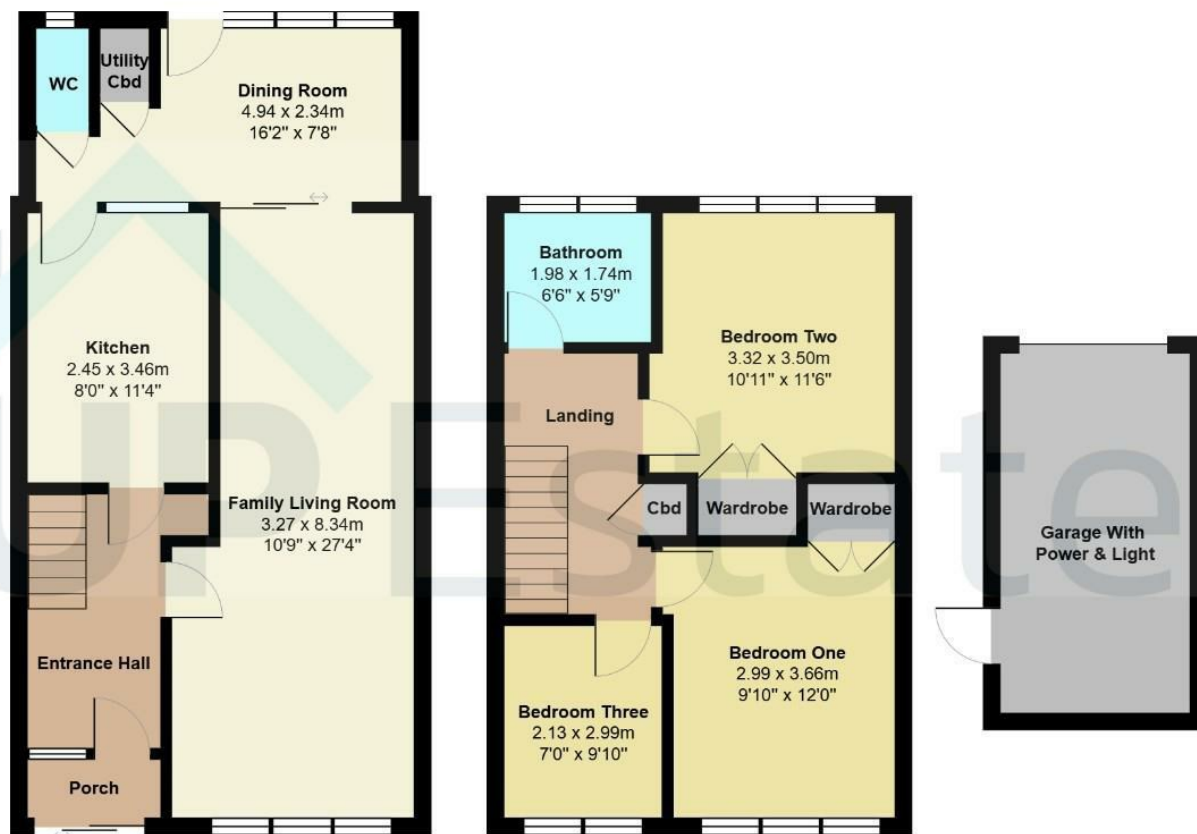 WC
Utility
Cbd
Dining Room
4.94 x 2.34m
16'2" x 7'8"
Kitchen
2.45 x 3.46m
8'0" x 11'4"
Family Living Room
3.27 x 8.34m
10'9" x 27'4"
Entrance Hall
Porch
Bathroom
1.98 x 1.74m
6'6" x 5'9"
Bedroom Two
3.32 x 3.50m
10'11" x 11'6"
Landing
Cbd
Wardrobe
Wardrobe
Bedroom One
2.99 x 3.66m
9'10" x 12'0"
Bedroom Three
2.13 x 2.99m
7'0" x 9'10"
Garage With
Power & Light
UPEstate